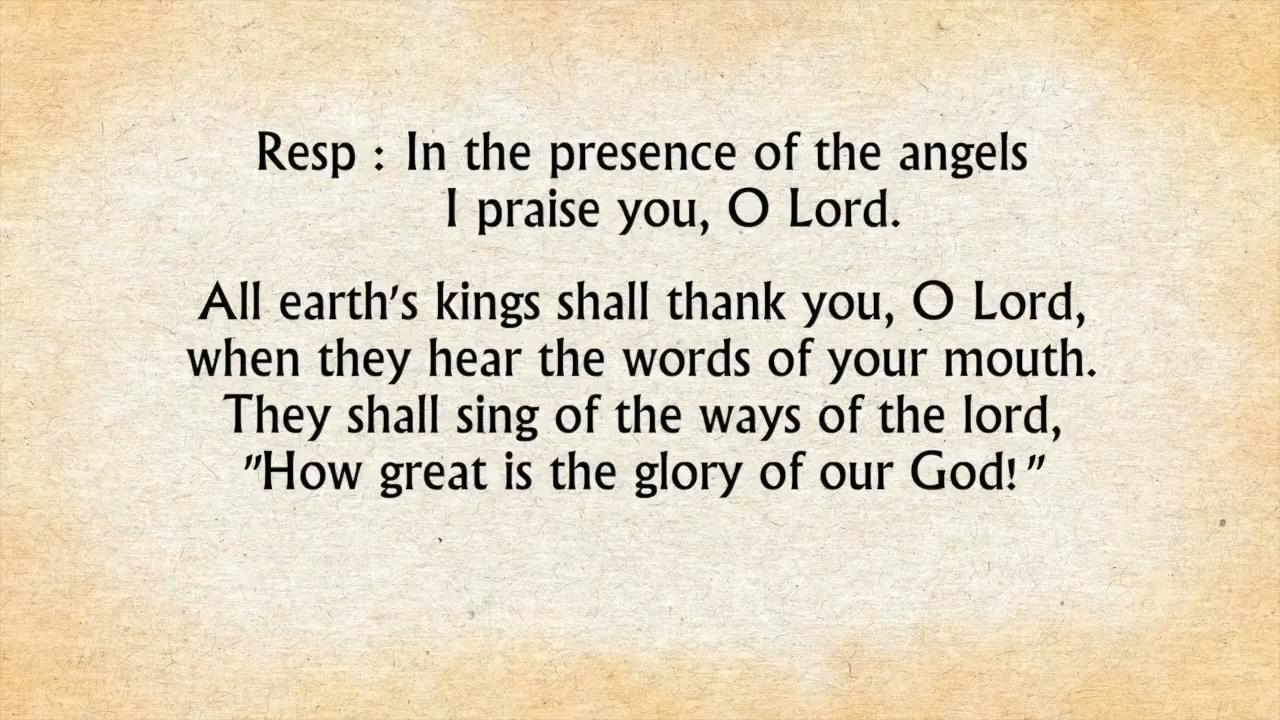 Resp : In the presence of the angels
I praise you, O Lord.
All earth's kings shall thank you, O Lord,
when they hear the words of your mouth.
They shall sing of the ways of the lord,
"How great is the glory of our God!"